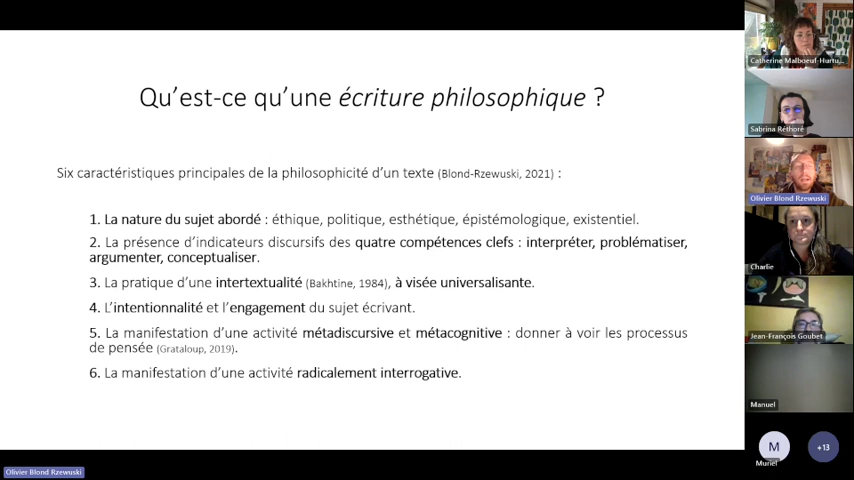 Qu’est-ce qu’une écriture philosophique ?
Six caractéristiques principales de la philosophicité d’un texte (Blond-Rzewuski, 2021) :
1. La nature du sujet abordé : éthique, politique, esthétique, épistémologique, existentiel.
2. La présence d’indicateurs discursifs des quatre compétences clefs : interpréter, problématiser,
argumenter, conceptualiser.
3. La pratique d’une intertextualité (Bakhtine, 1984), à visée universalisante.
4. L’intentionnalité et l’engagement du sujet écrivant.
5. La manifestation d’une activité métadiscursive et métacognitive : donner à voir les processus
de pensée (Grataloup, 2019).
6. La manifestation d’une activité radicalement interrogative.
Catherine Malboeuf-Hurtu...
Sabrina Réthoré
Olivier Blond Rzewuski
Charlie
Jean-François Goubet
Manuel
M
Muriel
+13
Olivier Blond Rzewuski